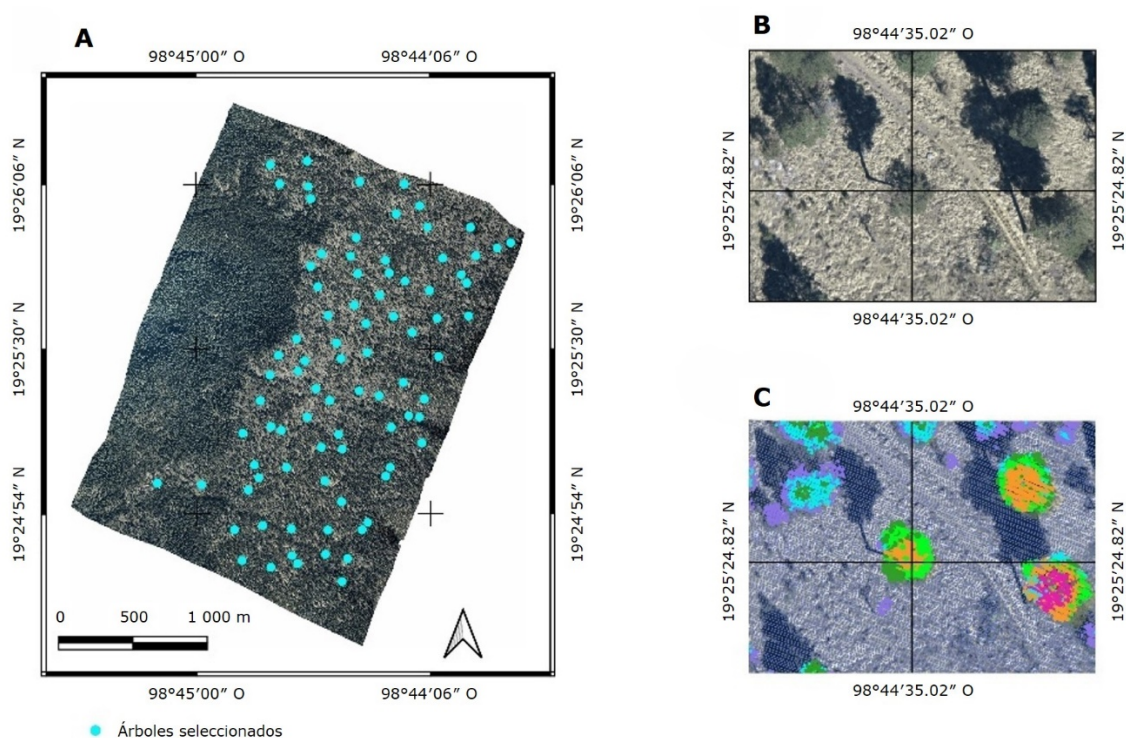 A
98°45’00” O 98°44’06” O
19°26’06” N 19°26’06” N
19°25’30” N 19°25’30” N
19°24’54” N 19°24’54” N
0 500 1 000 m
98°45’00” O 98°44’06” O
Árboles seleccionados
B
98°44’35.02” O
19°25’24.82” N 19°25’24.82” N
98°44’35.02” O
C
98°44’35.02” O
19°25’24.82” N 19°25’24.82” N
98°44’35.02” O